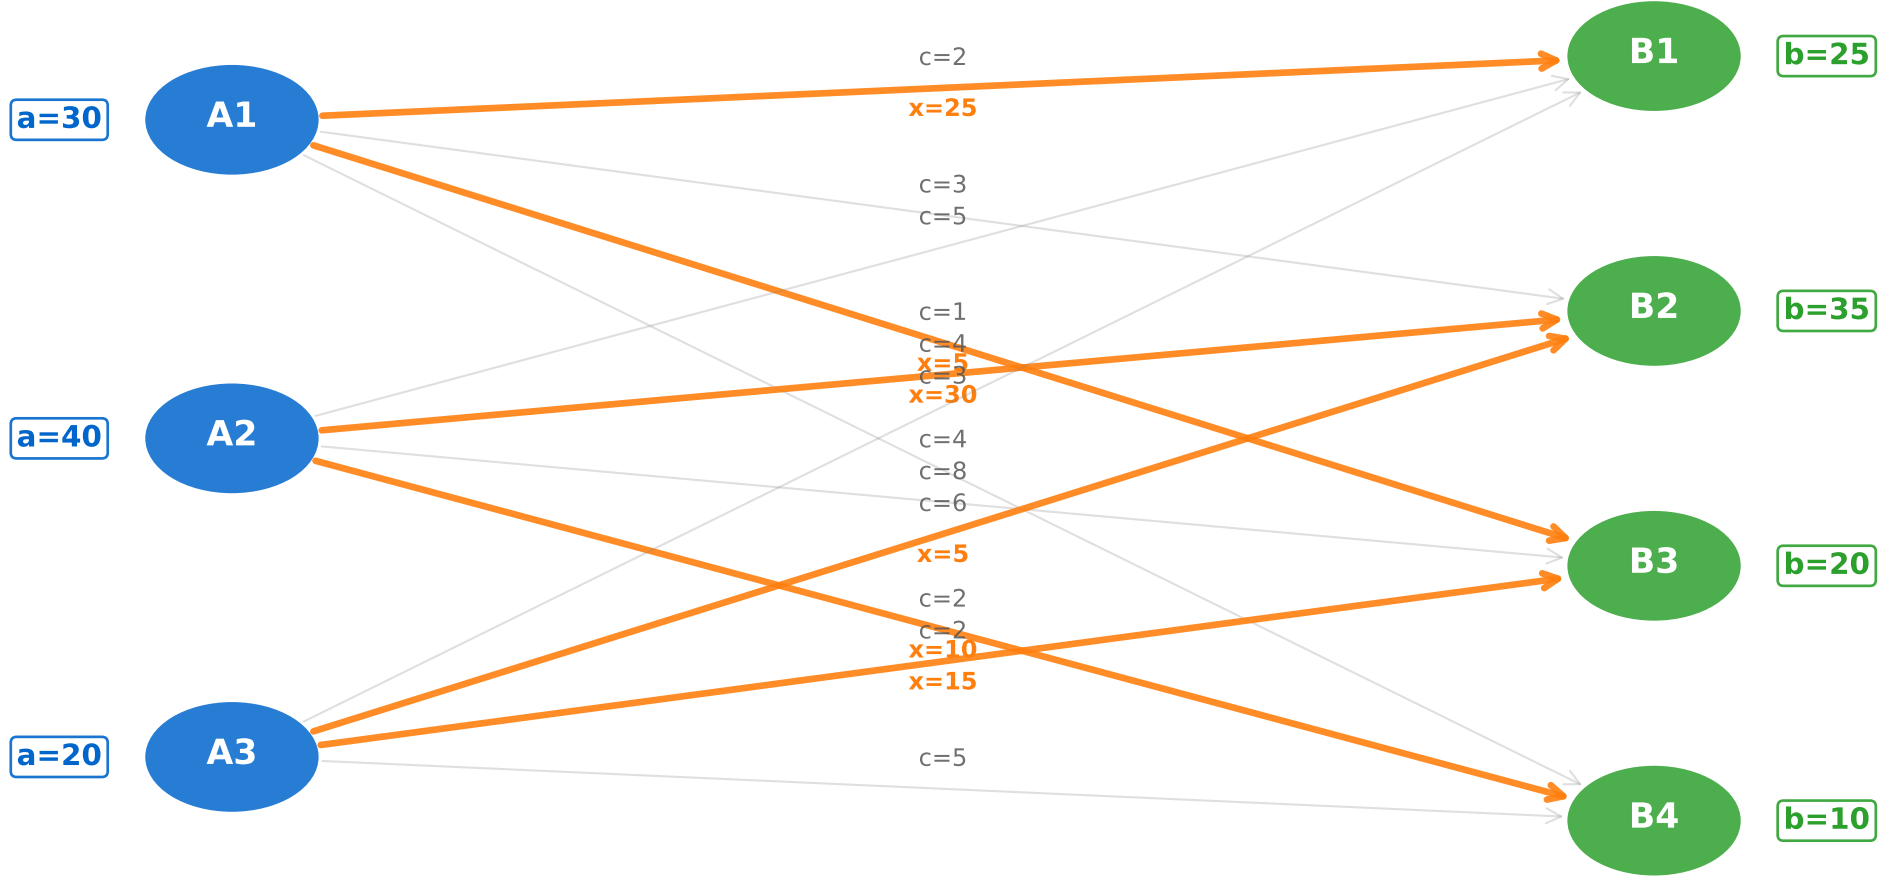 B1
b=25
c=2
x=25
A1
a=30
c=3
c=5
B2
b=35
c=1
c=4
x=5
c=3
x=30
A2
a=40
c=4
c=8
c=6
x=5
B3
b=20
c=2
c=2
x=10
x=15
A3
a=20
c=5
B4
b=10